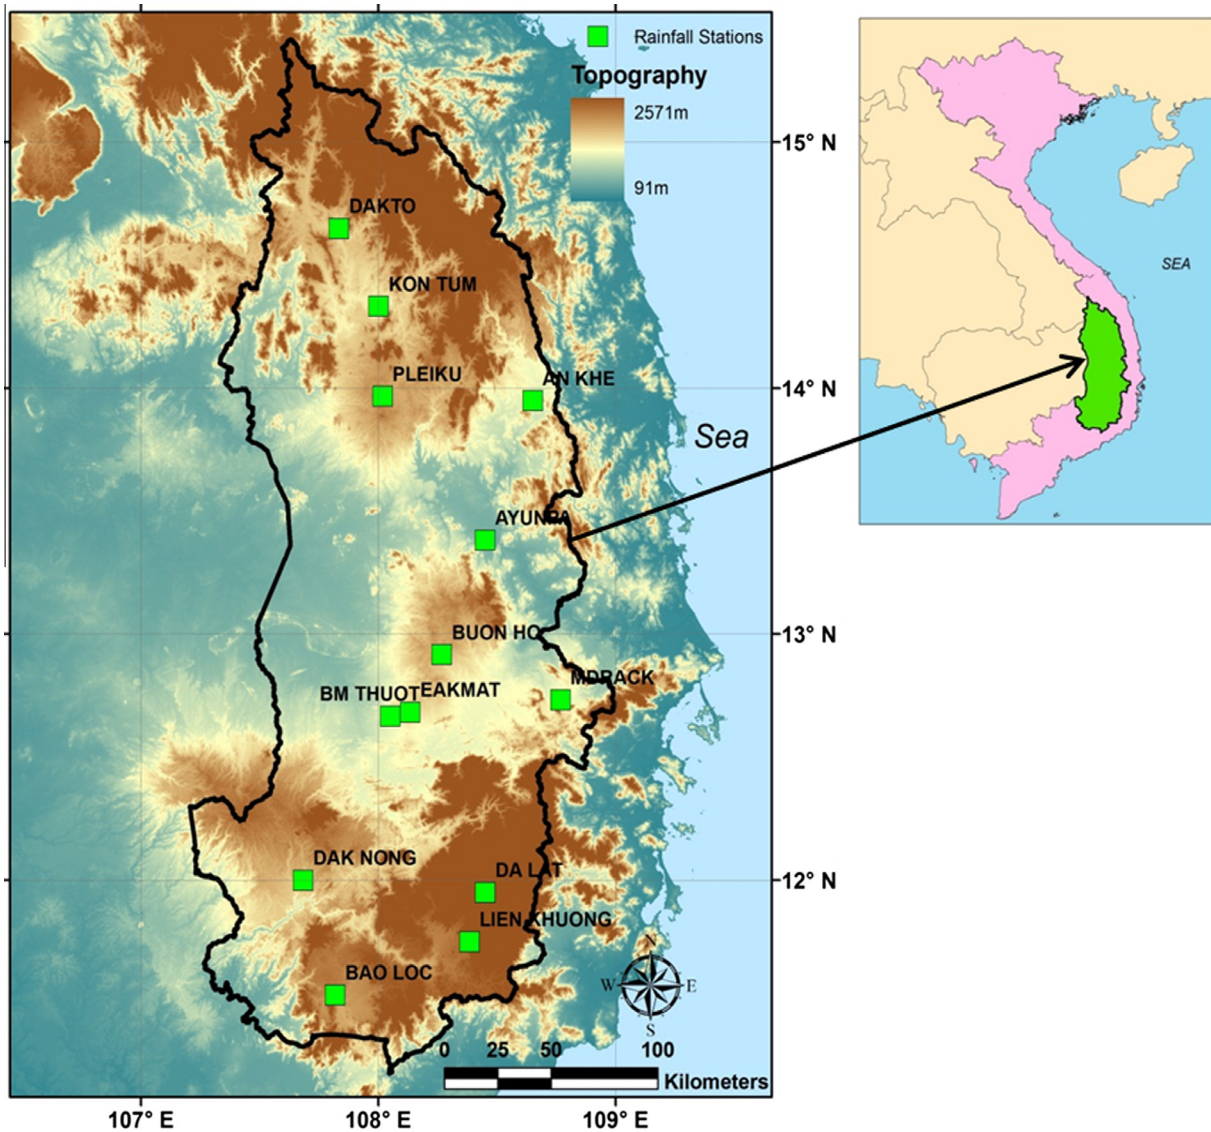 Rainfall Stations
Topography
2571m
91m
15° N
DAKTO
KON TUM
PLEIKU
AN KHE
14° N
Sea
SEA
AYUNPA
BUON HO
13° N
MDRACK
BM THUOT
EAKMAT
DAK NONG
DA LAT
12° N
LIEN KHUONG
BAO LOC
N
W
E
S
0 25 50 100
Kilometers
107° E 108° E 109° E